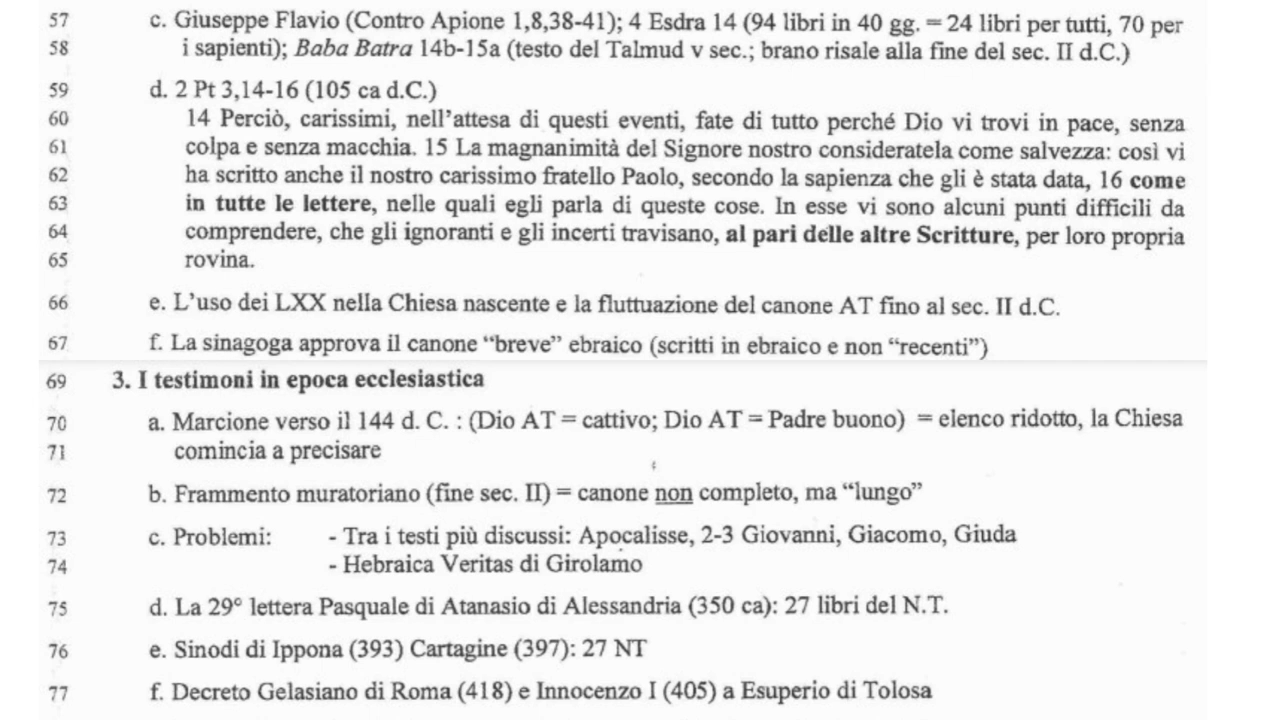 57 c. Giuseppe Flavio (Contro Apione 1,8,38-41); 4 Esdra 14 (94 libri in 40 gg. = 24 libri per tutti, 70 per
58 i sapienti); Baba Batra 14b-15a (testo del Talmud v sec.; brano risale alla fine del sec. II d.C.)
59 d. 2 Pt 3,14-16 (105 ca d.C.)
60 14 Perciò, carissimi, nell’attesa di questi eventi, fate di tutto perché Dio vi trovi in pace, senza
61 colpa e senza macchia. 15 La magnanimità del Signore nostro consideratela come salvezza: così vi
62 ha scritto anche il nostro carissimo fratello Paolo, secondo la sapienza che gli è stata data, 16 come
63 in tutte le lettere, nelle quali egli parla di queste cose. In esse vi sono alcuni punti difficili da
64 comprendere, che gli ignoranti e gli incerti travisano, al pari delle altre Scritture, per loro propria
65 rovina.
66 e. L’uso dei LXX nella Chiesa nascente e la fluttuazione del canone AT fino al sec. II d.C.
67 f. La sinagoga approva il canone “breve” ebraico (scritti in ebraico e non “recenti”)
69 3. I testimoni in epoca ecclesiastica
70 a. Marcione verso il 144 d. C. : (Dio AT = cattivo; Dio AT = Padre buono) = elenco ridotto, la Chiesa
71 comincia a precisare
72 b. Frammento muratoriano (fine sec. II) = canone non completo, ma “lungo”
73 c. Problemi: - Tra i testi più discussi: Apocalisse, 2-3 Giovanni, Giacomo, Giuda
74 - Hebraica Veritas di Girolamo
75 d. La 29° lettera Pasquale di Atanasio di Alessandria (350 ca): 27 libri del N.T.
76 e. Sinodi di Ippona (393) Cartagine (397): 27 NT
77 f. Decreto Gelasiano di Roma (418) e Innocenzo I (405) a Esuperio di Tolosa